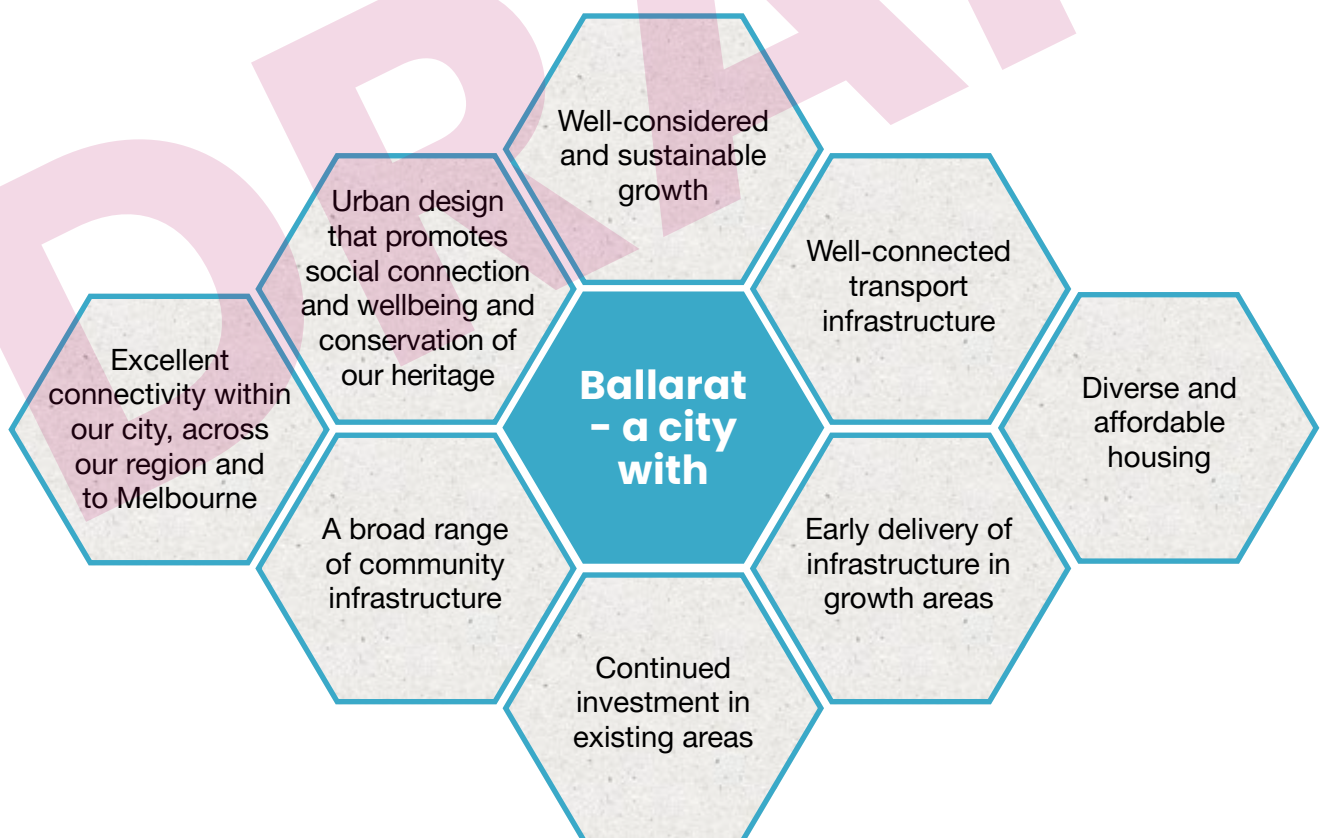 DRAF
Well-considered
and sustainable
growth
Urban design
that promotes
social connection
and wellbeing and
conservation of
our heritage
Well-connected
transport
infrastructure
Excellent
connectivity within
our city, across
our region and
to Melbourne
Ballarat
- a city
with
Diverse and
affordable
housing
A broad range
of community
infrastructure
Early delivery of
infrastructure in
growth areas
Continued
investment in
existing areas